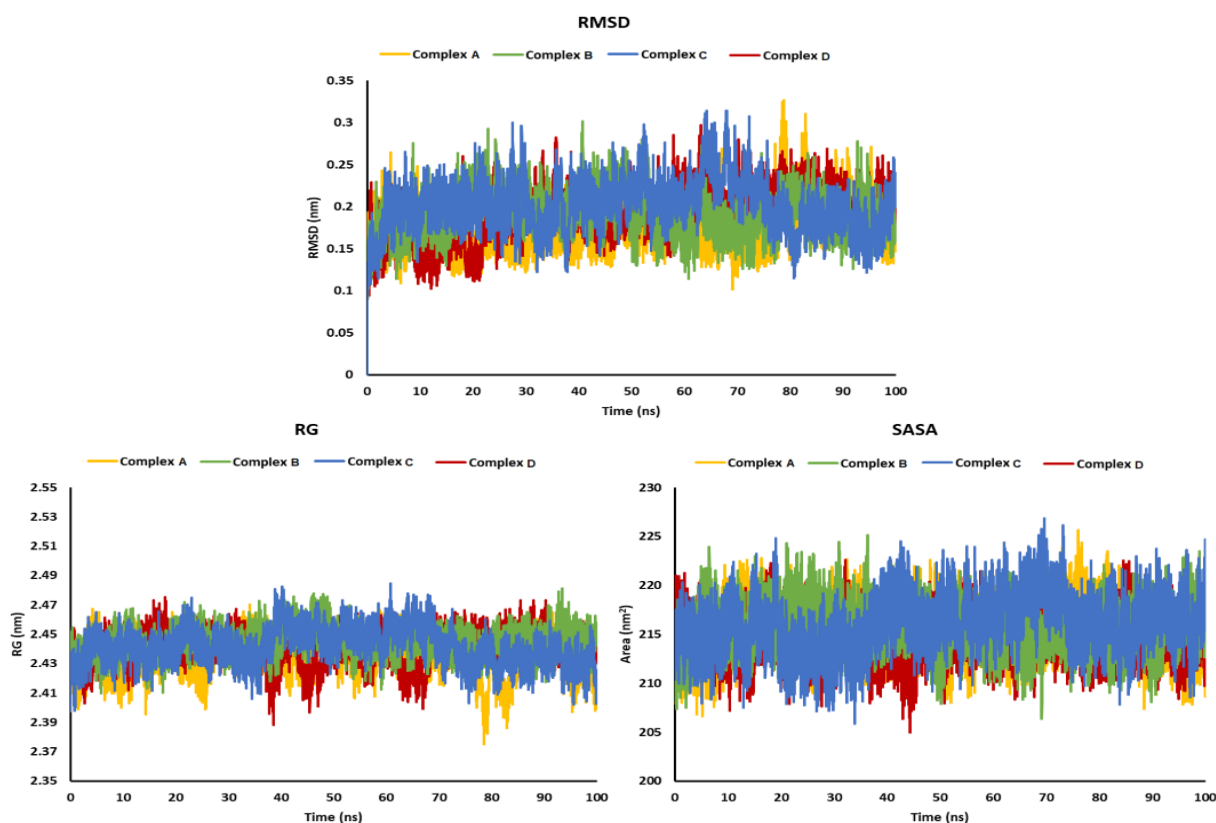 RMSD
Complex A Complex B Complex C Complex D
0.35
0.3
0.25
0.2
0.15
0.1
0.05
0
RMSD (nm)
0 10 20 30 40 50 60 70 80 90 100
Time (ns)
RG
Complex A Complex B Complex C Complex D
2.55
2.53
2.51
2.49
2.47
2.45
2.43
2.41
2.39
2.37
2.35
RG (nm)
0 10 20 30 40 50 60 70 80 90 100
Time (ns)
SASA
Complex A Complex B Complex C Complex D
230
225
220
215
210
205
200
Area (nm²)
0 10 20 30 40 50 60 70 80 90 100
Time (ns)